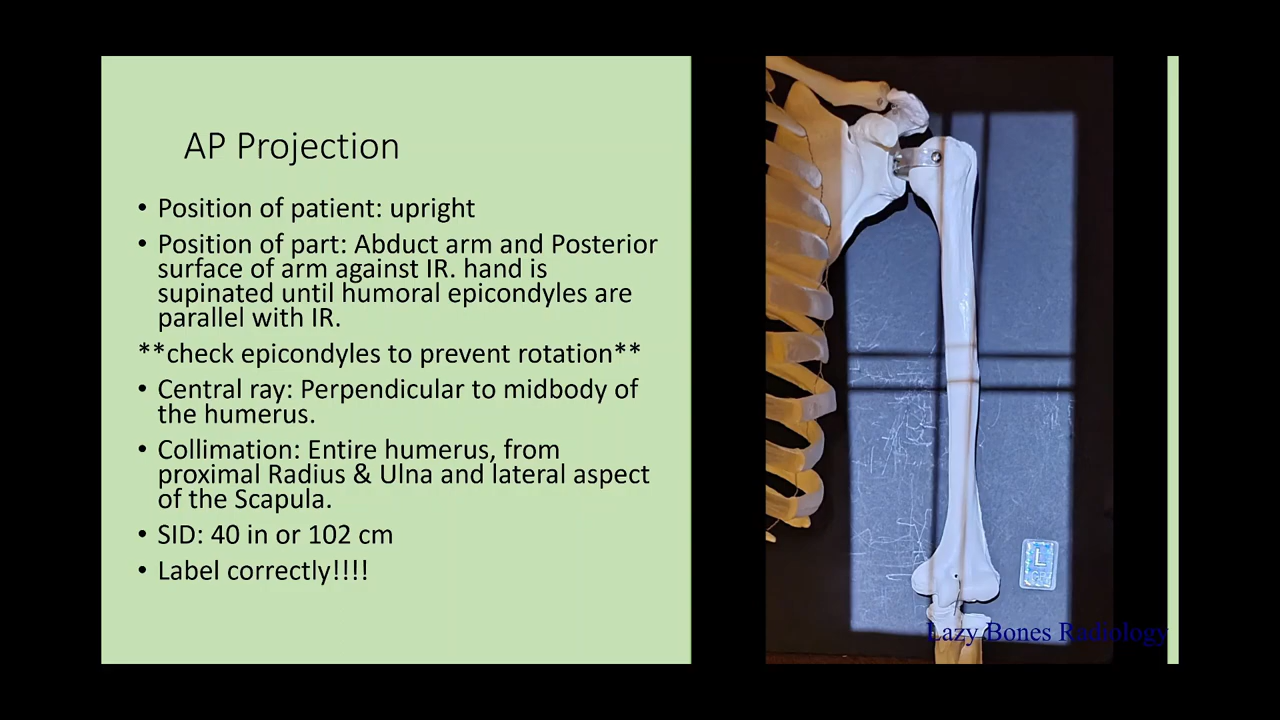 AP Projection
• Position of patient: upright
• Position of part: Abduct arm and Posterior
surface of arm against IR. hand is
supinated until humoral epicondyles are
parallel with IR.
**check epicondyles to prevent rotation**
• Central ray: Perpendicular to midbody of
the humerus.
• Collimation: Entire humerus, from
proximal Radius & Ulna and lateral aspect
of the Scapula.
• SID: 40 in or 102 cm
• Label correctly!!!!
L
Lazy Bones Radiology